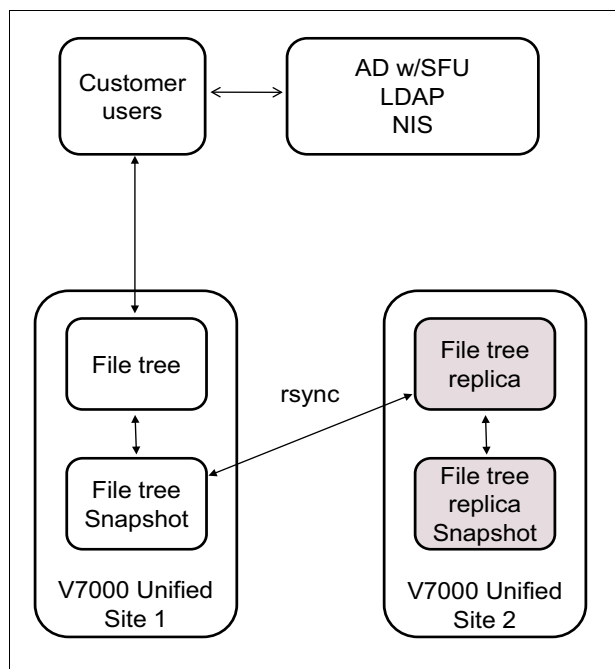 Customer
users
AD w/SFU
LDAP
NIS
File tree
File tree
Snapshot
V7000 Unified
Site 1
rsync
File tree
replica
File tree
replica
Snapshot
V7000 Unified
Site 2